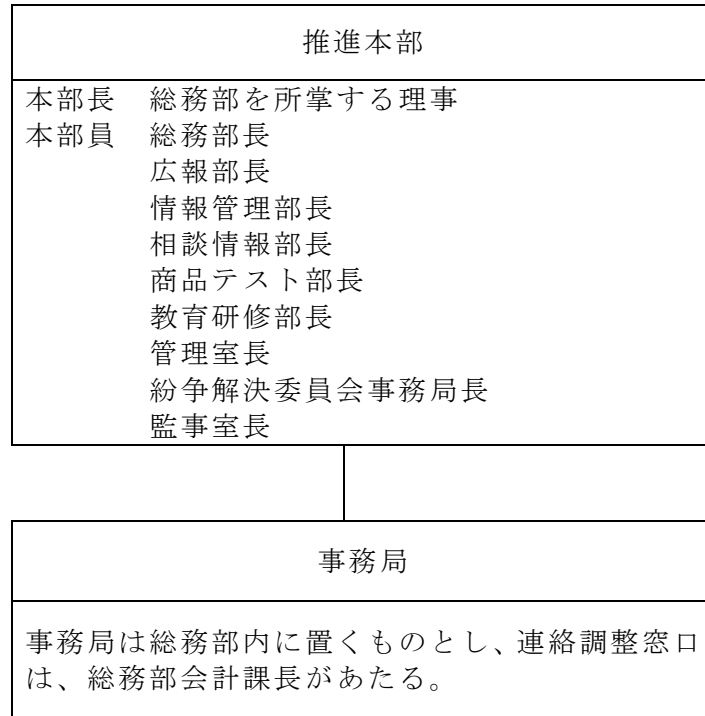 推進本部
本部長　総務部を所掌する理事
本部員　総務部長
広報部長
情報管理部長
相談情報部長
商品テスト部長
教育研修部長
管理室長
紛争解決委員会事務局長
監事室長
事務局
事務局は総務部内に置くものとし、連絡調整窓口
は、総務部会計課長があたる。